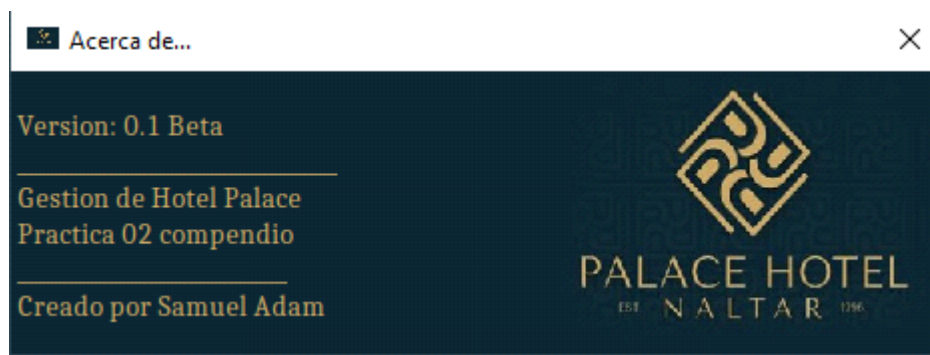 Acerca de...
Version: 0.1 Beta
Gestion de Hotel Palace
Practica 02 compendio
Creado por Samuel Adam
PALACE HOTEL
EST NALTAR